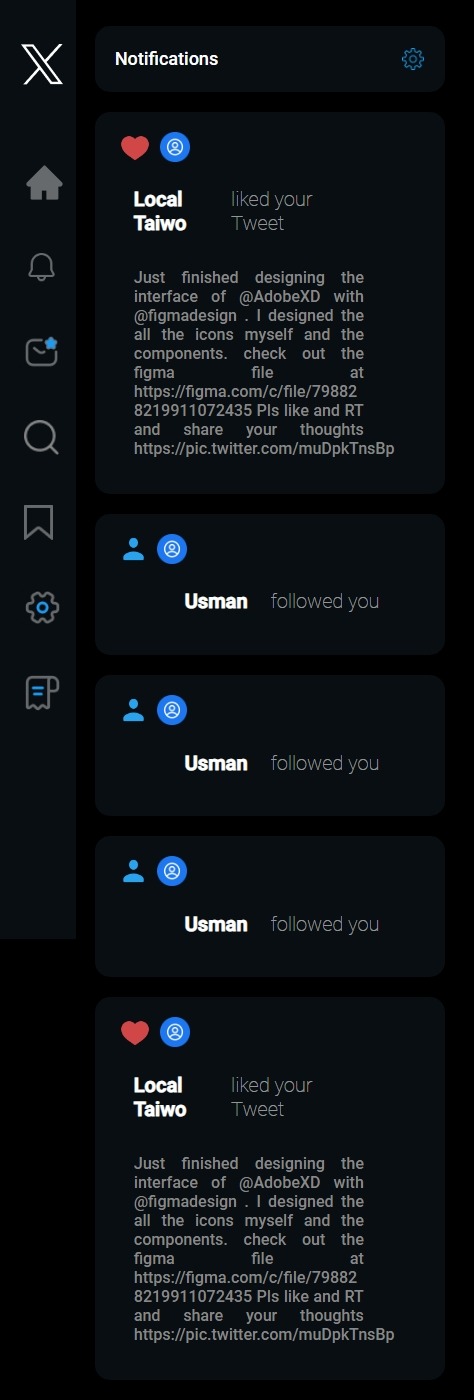 Notifications
Local liked your
Taiwo Tweet
Just finished designing the
interface of @AdobeXD with
@figmadesign . I designed the
all the icons myself and the
components. check out the
figma file at
https://figma.com/c/file/79882
8219911072435 Pls like and RT
and share your thoughts
https://pic.twitter.com/muDpkTnsBp
Usman followed you
Usman followed you
Usman followed you
Local liked your
Taiwo Tweet
Just finished designing the
interface of @AdobeXD with
@figmadesign . I designed the
all the icons myself and the
components. check out the
figma file at
https://figma.com/c/file/79882
8219911072435 Pls like and RT
and share your thoughts
https://pic.twitter.com/muDpkTnsBp